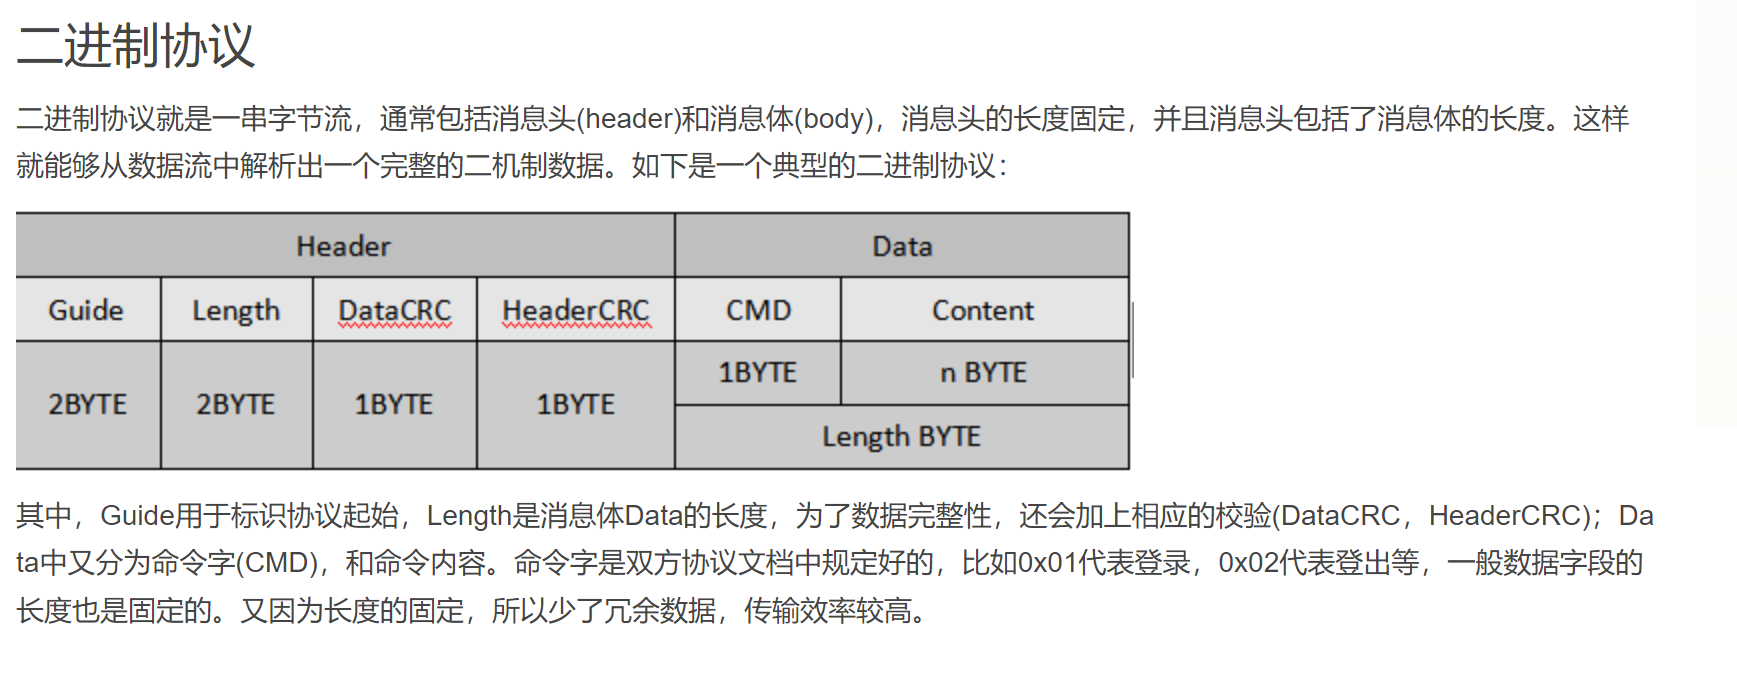 二进制协议
二进制协议就是一串字节流，通常包括消息头(header)和消息体(body)，消息头的长度固定，并且消息头包括了消息体的长度。这样
就能够从数据流中解析出一个完整的二机制数据。如下是一个典型的二进制协议：
Header Data
Guide Length DataCRC HeaderCRC CMD Content
2BYTE 2BYTE 1BYTE 1BYTE 1BYTE n BYTE
Length BYTE
其中，Guide用于标识协议起始，Length是消息体Data的长度，为了数据完整性，还会加上相应的校验(DataCRC，HeaderCRC)；Da
ta中又分为命令字(CMD)，和命令内容。命令字是双方协议文档中规定好的，比如0x01代表登录，0x02代表登出等，一般数据字段的
长度也是固定的。又因为长度的固定，所以少了冗余数据，传输效率较高。